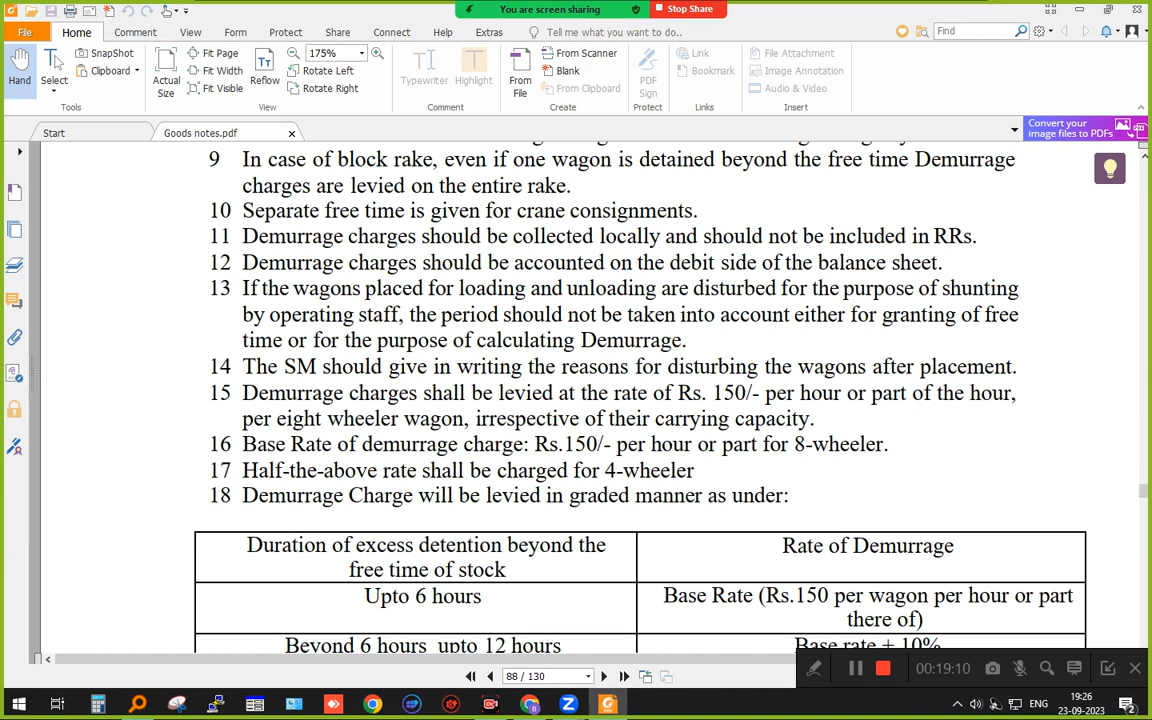 You are screen sharing
Stop Share
File
Home
Comment
View
Form
Protect
Share
Connect
Help
Extras
Tell me what you want to do..
Find
Hand
Select
SnapShot
Clipboard
Tools
Actual Size
Fit Page
Fit Width
Fit Visible
Reflow
175%
Rotate Left
Rotate Right
View
Typewriter
Highlight
Comment
From File
From Scanner
Blank
From Clipboard
Create
PDF Sign
Protect
Link
Bookmark
Links
File Attachment
Image Annotation
Audio & Video
Insert
Start
Goods notes.pdf
Convert your
image files to PDFs
9 In case of block rake, even if one wagon is detained beyond the free time Demurrage
charges are levied on the entire rake.
10 Separate free time is given for crane consignments.
11 Demurrage charges should be collected locally and should not be included in RRs.
12 Demurrage charges should be accounted on the debit side of the balance sheet.
13 If the wagons placed for loading and unloading are disturbed for the purpose of shunting
by operating staff, the period should not be taken into account either for granting of free
time or for the purpose of calculating Demurrage.
14 The SM should give in writing the reasons for disturbing the wagons after placement.
15 Demurrage charges shall be levied at the rate of Rs. 150/- per hour or part of the hour,
per eight wheeler wagon, irrespective of their carrying capacity.
16 Base Rate of demurrage charge: Rs.150/- per hour or part for 8-wheeler.
17 Half-the-above rate shall be charged for 4-wheeler
18 Demurrage Charge will be levied in graded manner as under:
Duration of excess detention beyond the
free time of stock
Rate of Demurrage
Upto 6 hours
Base Rate (Rs.150 per wagon per hour or part
there of)
Beyond 6 hours upto 12 hours
Base rate + 10%
88 / 130
00:19:10
ENG
19:26
23-09-2023